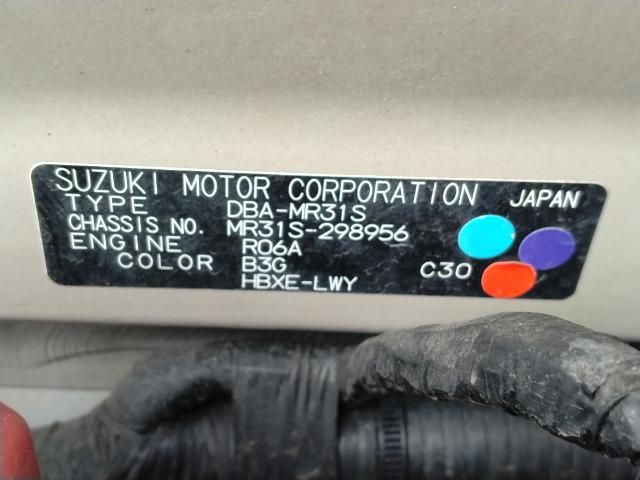 SUZUKI MOTOR CORPORATION JAPAN
TYPE DBA-MR31S
CHASSIS NO. MR31S-298956
ENGINE R06A
COLOR B3G C30
HBXE-LWY